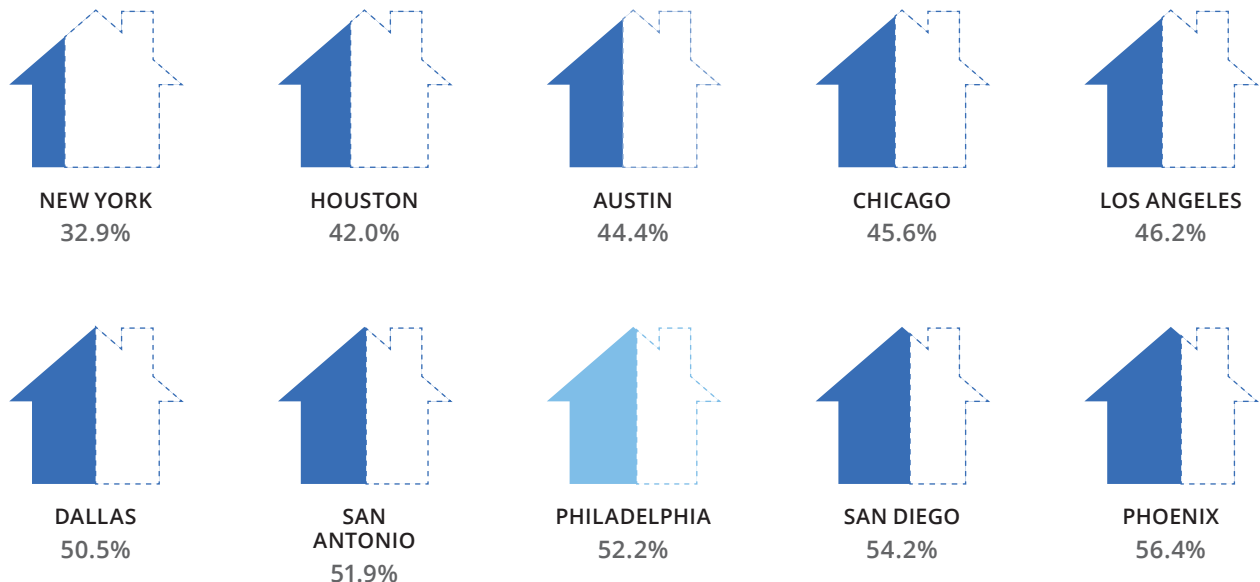 NEW YORK
32.9%
HOUSTON
42.0%
AUSTIN
44.4%
CHICAGO
45.6%
LOS ANGELES
46.2%
DALLAS
50.5%
SAN
ANTONIO
51.9%
PHILADELPHIA
52.2%
SAN DIEGO
54.2%
PHOENIX
56.4%